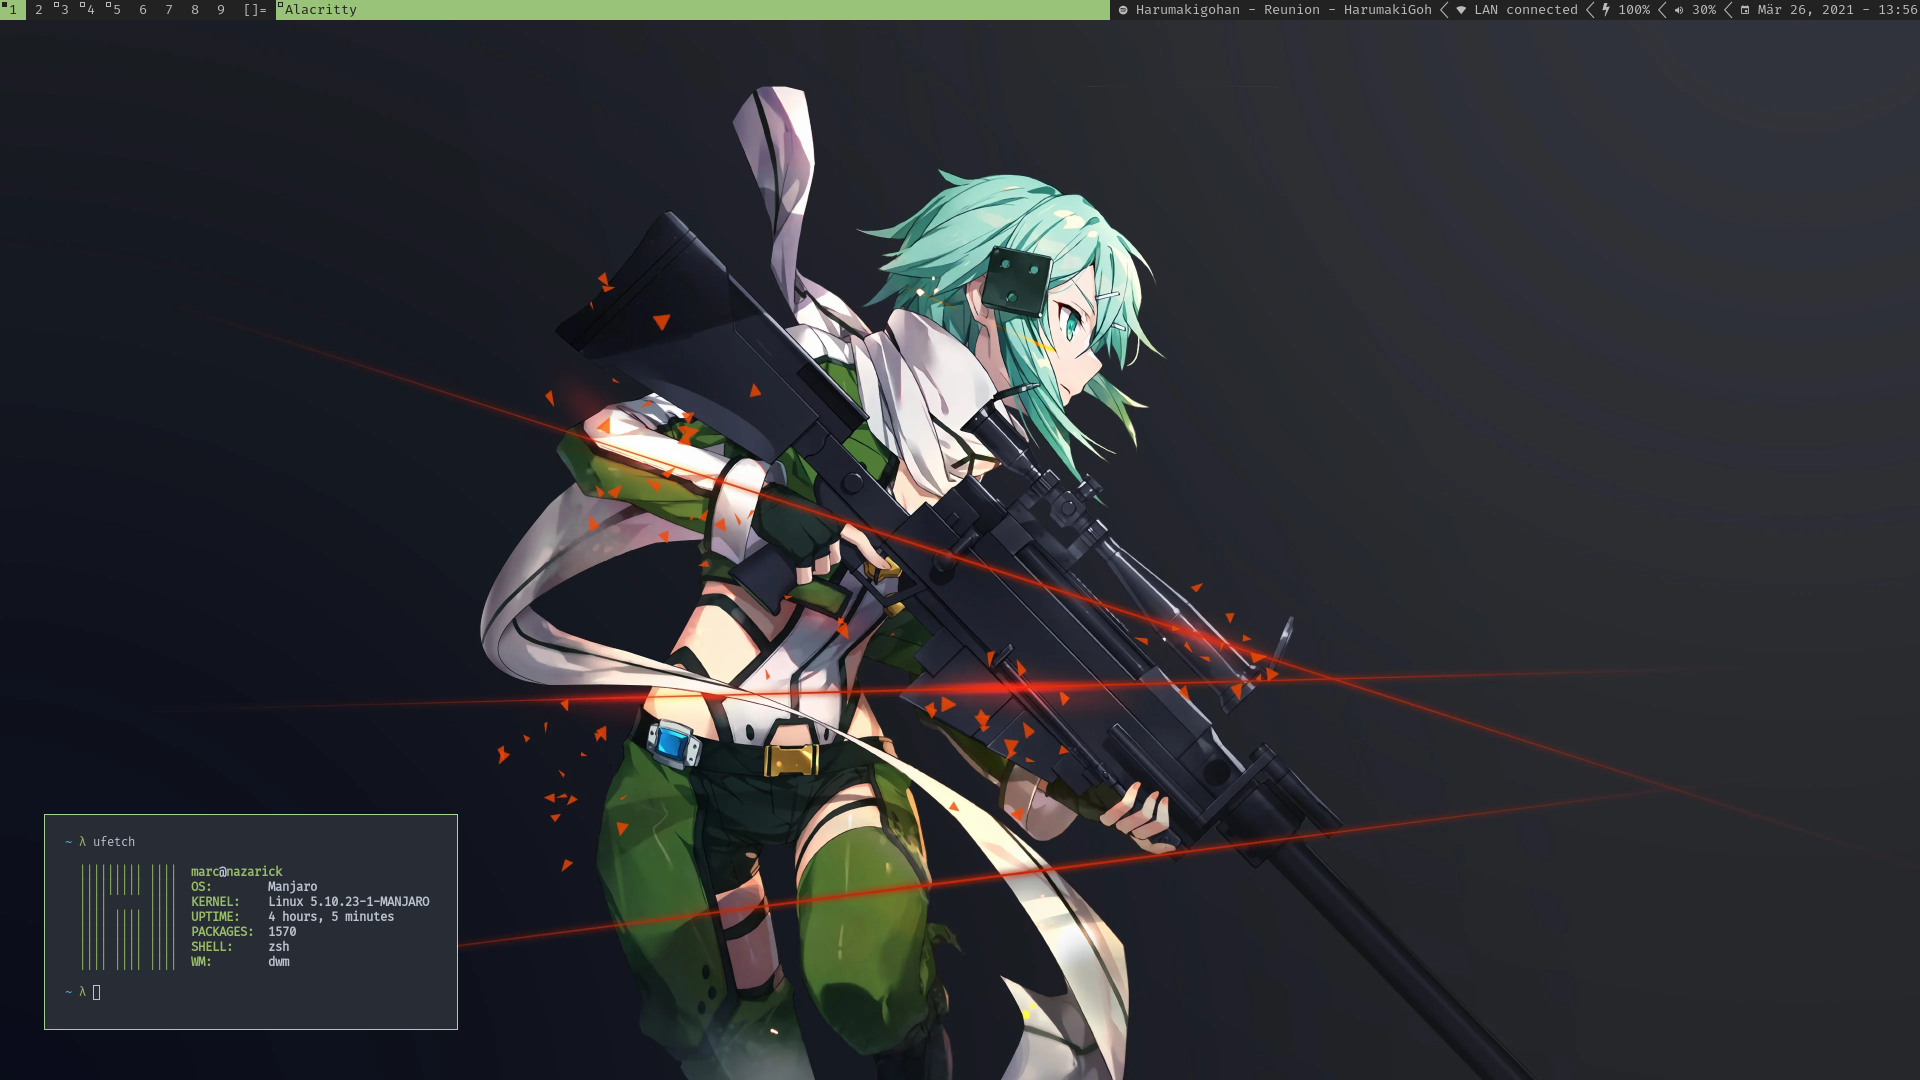 1 2 3 4 5 6 7 8 9 []= Alacritty Harumakigohan - Reunion - HarumakiGoh LAN connected 100% 30% Mär 26, 2021 - 13:56
~ λ ufetch
marc@nazarick
OS: Manjaro
KERNEL: Linux 5.10.23-1-MANJARO
UPTIME: 4 hours, 5 minutes
PACKAGES: 1570
SHELL: zsh
WM: dwm
~ λ